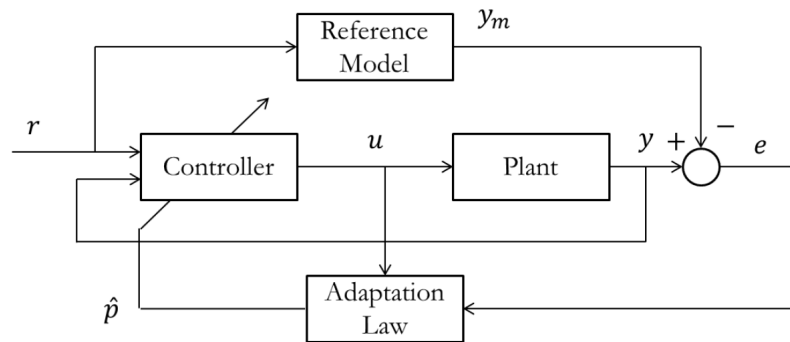 y_m
Reference
Model
r
u
y
+
−
e
Controller
Plant
p̂
Adaptation
Law